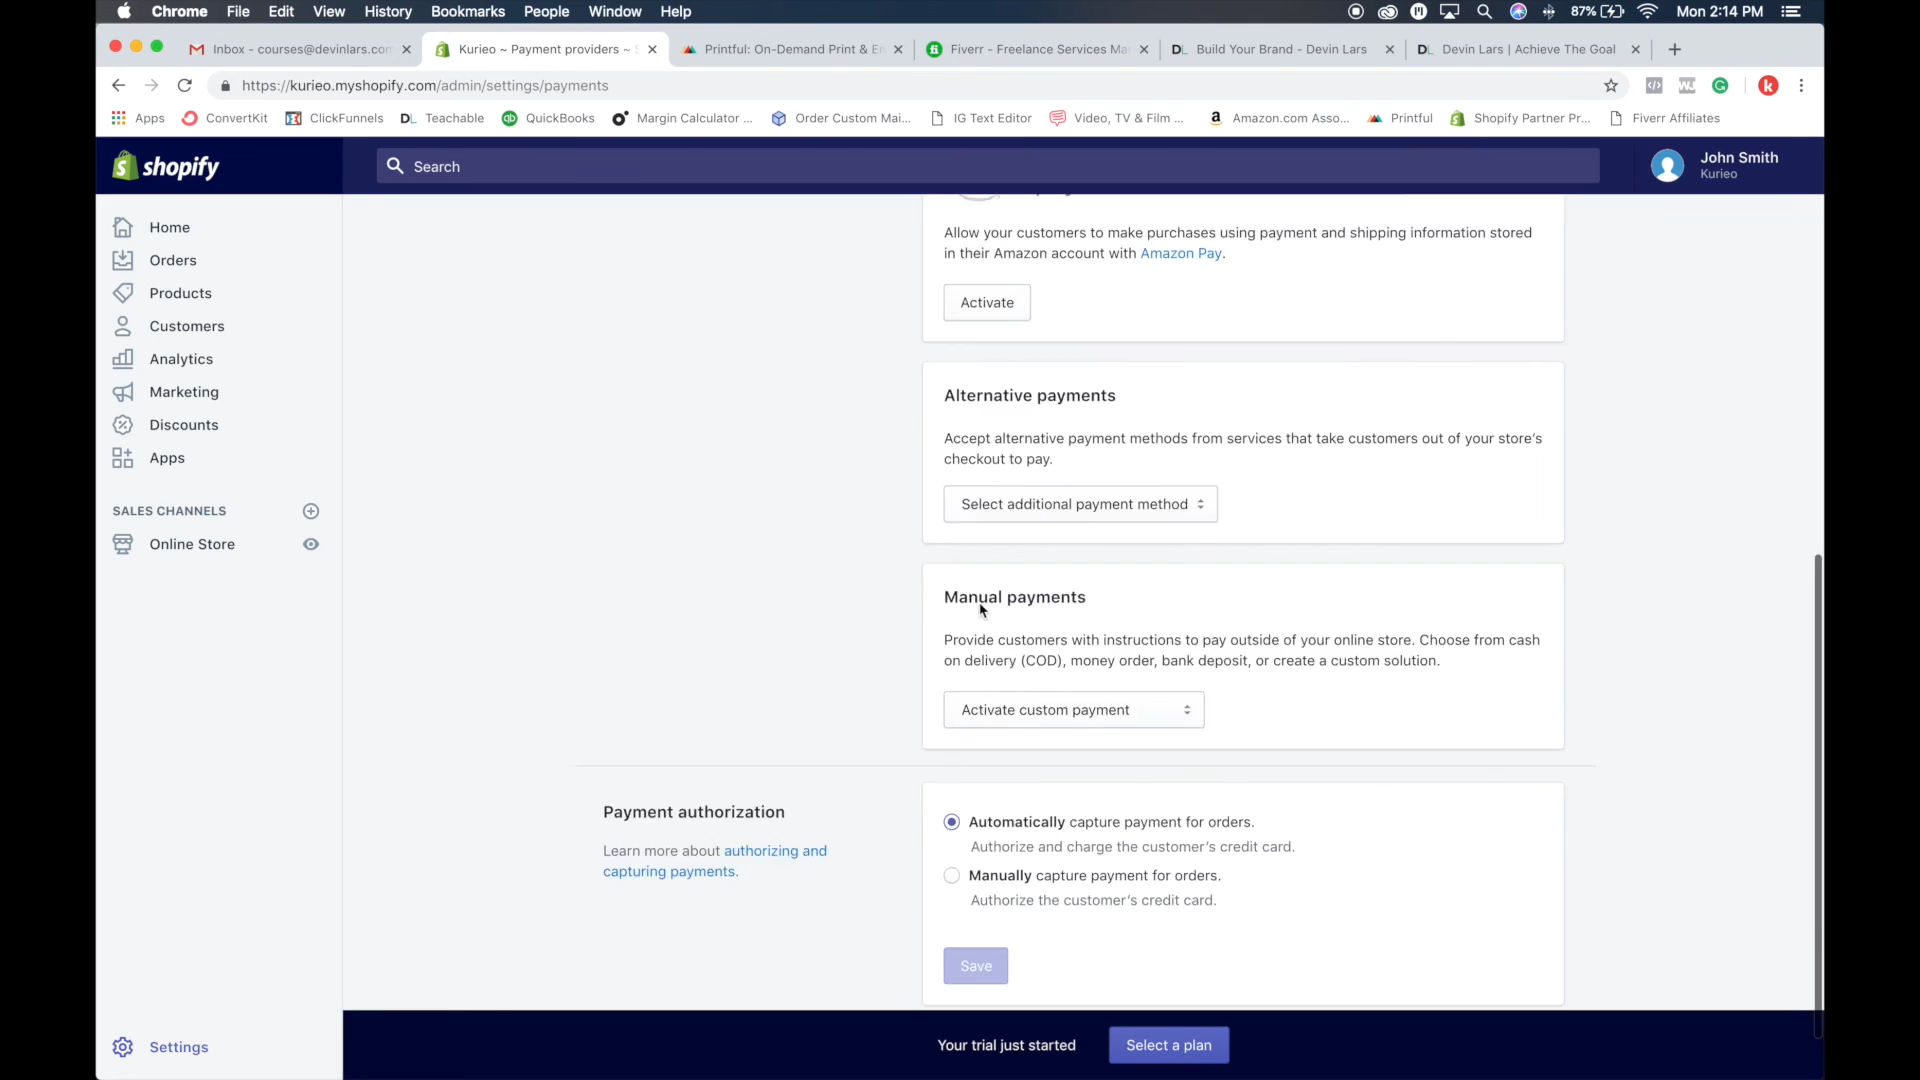 Chrome File Edit View History Bookmarks People Window Help 87% Mon 2:14 PM
Inbox - courses@devinlars.con Kurieo ~ Payment providers ~ Printful: On-Demand Print & Fiverr - Freelance Services Ma DL Build Your Brand - Devin Lars DL Devin Lars | Achieve The Goal
https://kurieo.myshopify.com/admin/settings/payments k
Apps ConvertKit ClickFunnels DL Teachable QuickBooks Margin Calculator ... Order Custom Mai... IG Text Editor Video, TV & Film ... Amazon.com Asso... Printful Shopify Partner Pr... Fiverr Affiliates
shopify
Search
John Smith
Kurieo
Home
Orders
Products
Customers
Analytics
Marketing
Discounts
Apps
SALES CHANNELS
Online Store
Settings
Allow your customers to make purchases using payment and shipping information stored
in their Amazon account with Amazon Pay.
Activate
Alternative payments
Accept alternative payment methods from services that take customers out of your store's
checkout to pay.
Select additional payment method
Manual payments
Provide customers with instructions to pay outside of your online store. Choose from cash
on delivery (COD), money order, bank deposit, or create a custom solution.
Activate custom payment
Payment authorization
Learn more about authorizing and
capturing payments.
Automatically capture payment for orders.
Authorize and charge the customer's credit card.
Manually capture payment for orders.
Authorize the customer's credit card.
Save
Your trial just started
Select a plan